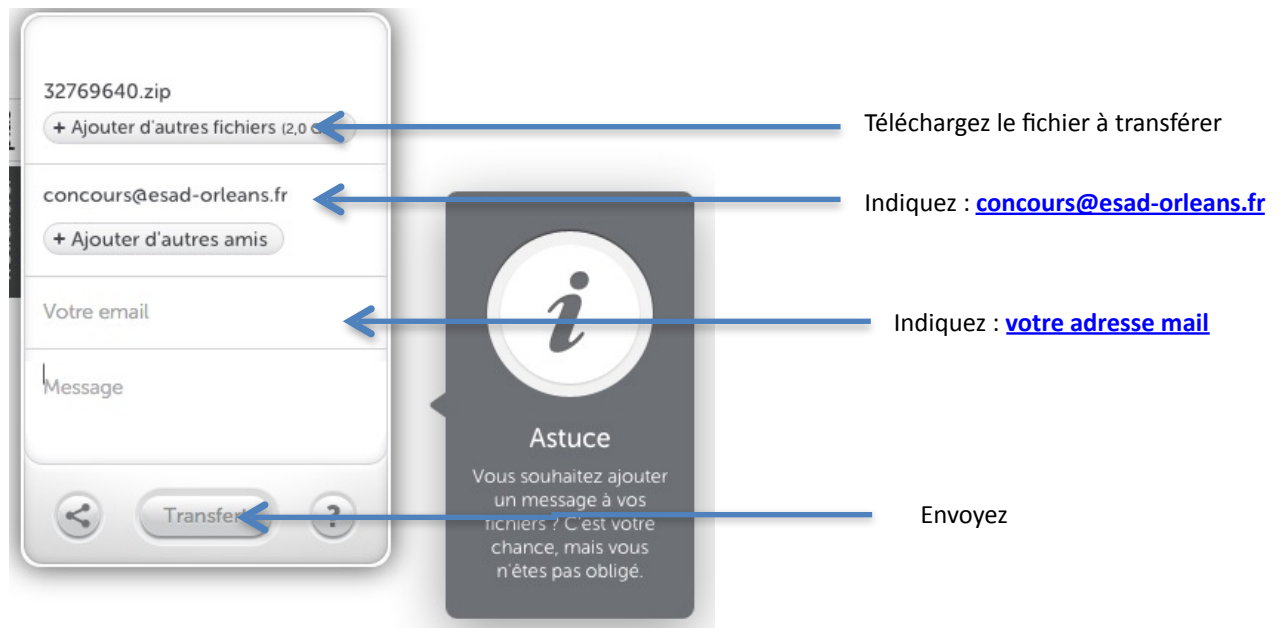 32769640.zip
+ Ajouter d'autres fichiers (2,0
Téléchargez le fichier à transférer
concours@esad-orleans.fr
Indiquez : concours@esad-orleans.fr
+ Ajouter d'autres amis
Votre email
Indiquez : votre adresse mail
Message
i
Astuce
Vous souhaitez ajouter
un message à vos
fichiers ? C'est votre
chance, mais vous
n'êtes pas obligé.
Transfert
?
Envoyez